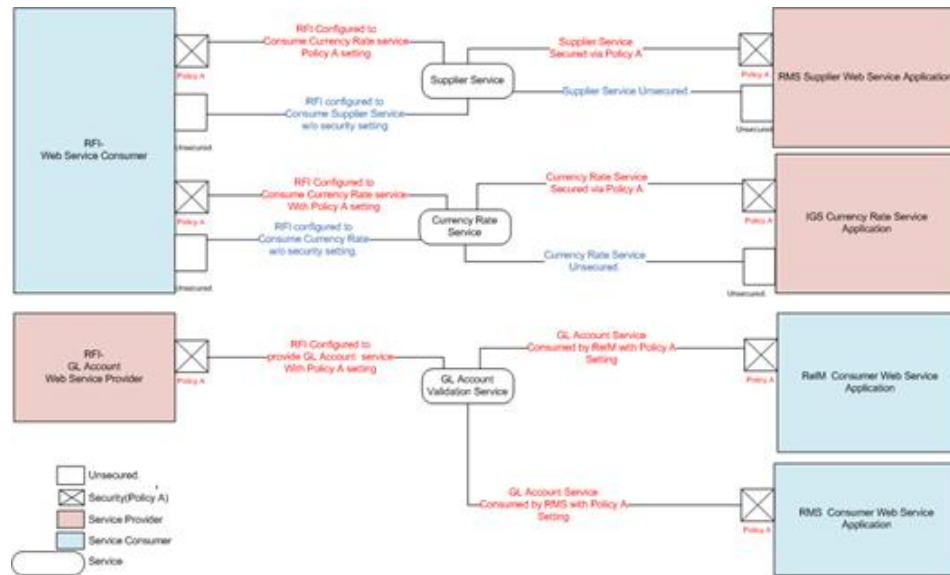 RFI Configured to
Consume Currency Rate service
Policy A setting
Supplier Service
Secured via Policy A
Policy A
Supplier Service
Policy A
RMS Supplier Web Service Application
RFI configured to
Consume Supplier Service
w/o security setting
Supplier Service Unsecured.
Unsecured.
Unsecured.
RFI-
Web Service Consumer
RFI Configured to
Consume Currency Rate service
With Policy A setting
Currency Rate Service
Secured via Policy A
Policy A
Currency Rate
Service
Policy A
IGS Currency Rate Service
Application
RFI configured to
Consume Currency Rate
w/o security setting.
Currency Rate Service
Unsecured.
Unsecured.
Unsecured.
RFI-
GL Account
Web Service Provider
Policy A
RFI Configured to
provide GL Account service
With Policy A setting
GL Account Service
Consumed by ReIM with Policy A
Setting
GL Account
Validation Service
Policy A
ReIM Consumer Web Service
Application
GL Account Service
Consumed by RMS with Policy A
Setting
Policy A
RMS Consumer Web Service
Application
Unsecured.
Security(Policy A)
Service Provider
Service Consumer
Service